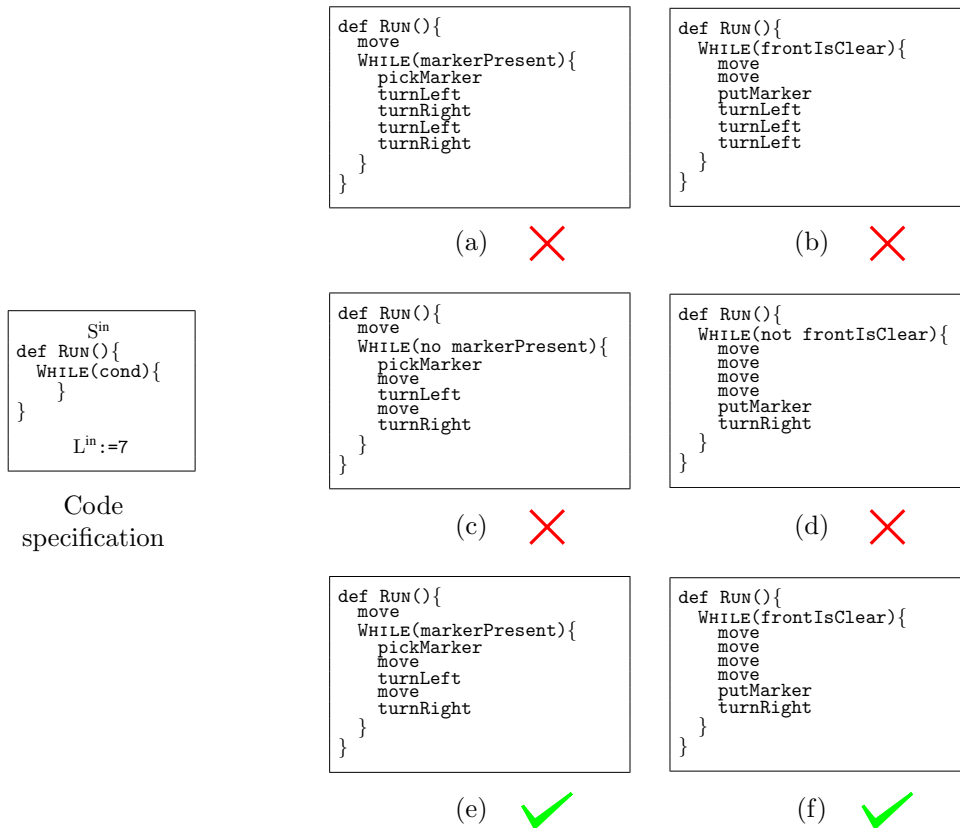 def RUN(){
move
WHILE(markerPresent){
pickMarker
turnLeft
turnRight
turnLeft
turnRight
}
}
(a)
def RUN(){
WHILE(frontIsClear){
move
move
putMarker
turnLeft
turnLeft
turnLeft
}
}
(b)
S^in
def RUN(){
WHILE(cond){
}
}
L^in:=7
Code
specification
def RUN(){
move
WHILE(no markerPresent){
pickMarker
move
turnLeft
move
turnRight
}
}
(c)
def RUN(){
WHILE(not frontIsClear){
move
move
move
move
putMarker
turnRight
}
}
(d)
def RUN(){
move
WHILE(markerPresent){
pickMarker
move
turnLeft
move
turnRight
}
}
(e)
def RUN(){
WHILE(frontIsClear){
move
move
move
move
putMarker
turnRight
}
}
(f)